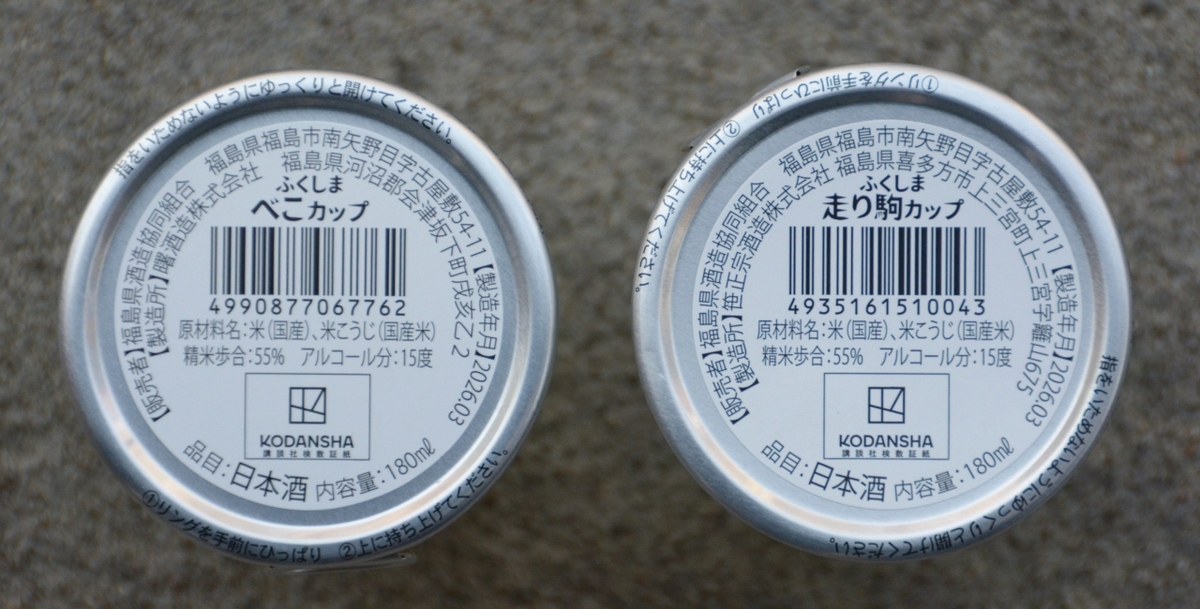 指をいためないようにゆっくりと開けてください。
【販売者】福島県酒造協同組合 福島県福島市南矢野目字古屋敷54-11【製造年月】2026.03
【製造所】曙酒造株式会社 福島県河沼郡会津坂下町戌亥乙2
ふくしま
べこカップ
4990877067762
原材料名:米(国産)、米こうじ(国産米)
精米歩合:55% アルコール分:15度
KODANSHA
講談社検数証紙
品目:日本酒 内容量:180㎖
①リングを手前にひっぱり ②上に持ち上げてください。
①リングを手前にひっぱり ②上に持ち上げてください。
【販売者】福島県酒造協同組合 福島県福島市南矢野目字古屋敷54-11【製造年月】2026.03
【製造所】笹正宗酒造株式会社 福島県喜多方市上三宮町上三宮字籬山675
ふくしま
走り駒カップ
4935161510043
原材料名:米(国産)、米こうじ(国産米)
精米歩合:55% アルコール分:15度
KODANSHA
講談社検数証紙
品目:日本酒 内容量:180㎖
指をいためないようにゆっくりと開けてください。